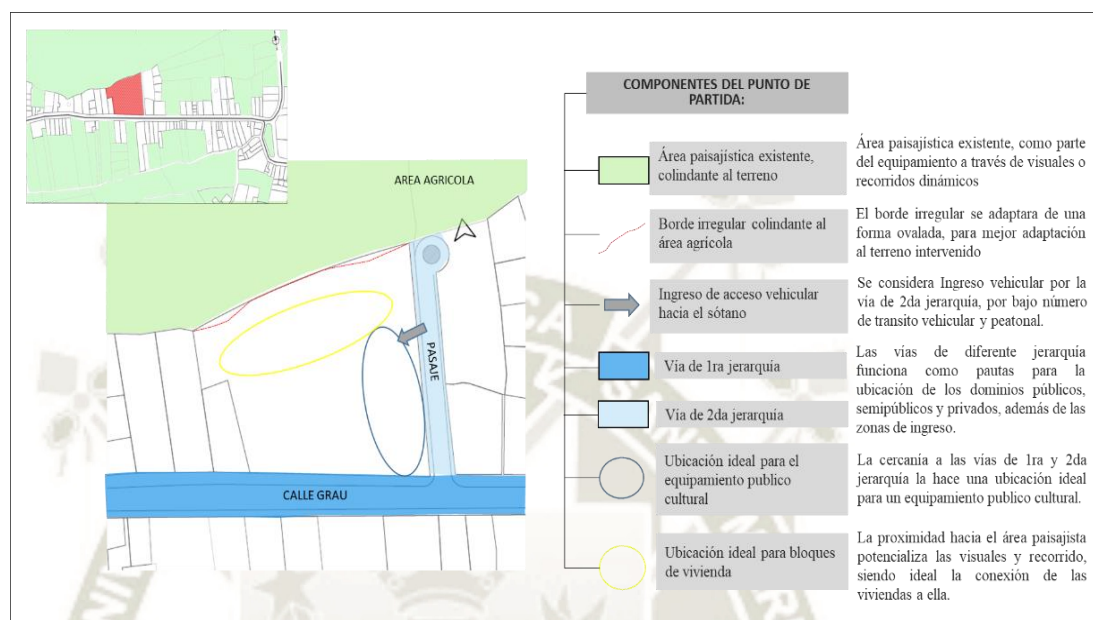 AREA AGRICOLA
PASAJE
CALLE GRAU
COMPONENTES DEL PUNTO DE
PARTIDA:
Área paisajística existente,
colindante al terreno
Área paisajística existente, como parte
del equipamiento a través de visuales o
recorridos dinámicos
Borde irregular colindante al
área agrícola
El borde irregular se adaptara de una
forma ovalada, para mejor adaptación
al terreno intervenido
Ingreso de acceso vehicular
hacia el sótano
Se considera Ingreso vehicular por la
vía de 2da jerarquía, por bajo número
de transito vehicular y peatonal.
Vía de 1ra jerarquía
Las vías de diferente jerarquía
funciona como pautas para la
ubicación de los dominios públicos,
semipúblicos y privados, además de las
zonas de ingreso.
Vía de 2da jerarquía
Ubicación ideal para el
equipamiento publico
cultural
La cercanía a las vías de 1ra y 2da
jerarquía la hace una ubicación ideal
para un equipamiento publico cultural.
Ubicación ideal para bloques
de vivienda
La proximidad hacia el área paisajista
potencializa las visuales y recorrido,
siendo ideal la conexión de las
viviendas a ella.